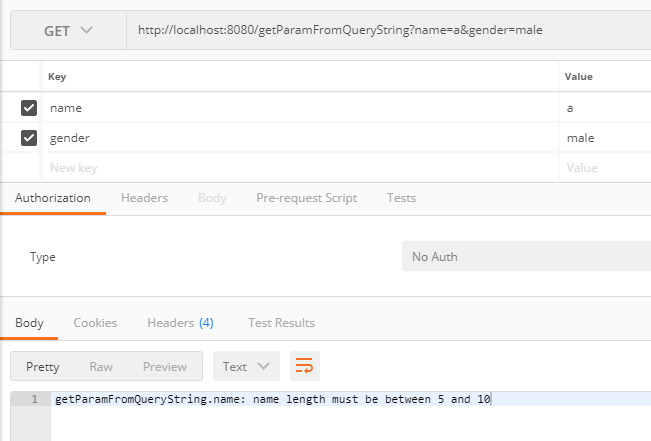 GET http://localhost:8080/getParamFromQueryString?name=a&gender=male
Key Value
name a
gender male
New key Value
Authorization Headers Body Pre-request Script Tests
Type No Auth
Body Cookies Headers (4) Test Results
Pretty Raw Preview Text
1 getParamFromQueryString.name: name length must be between 5 and 10